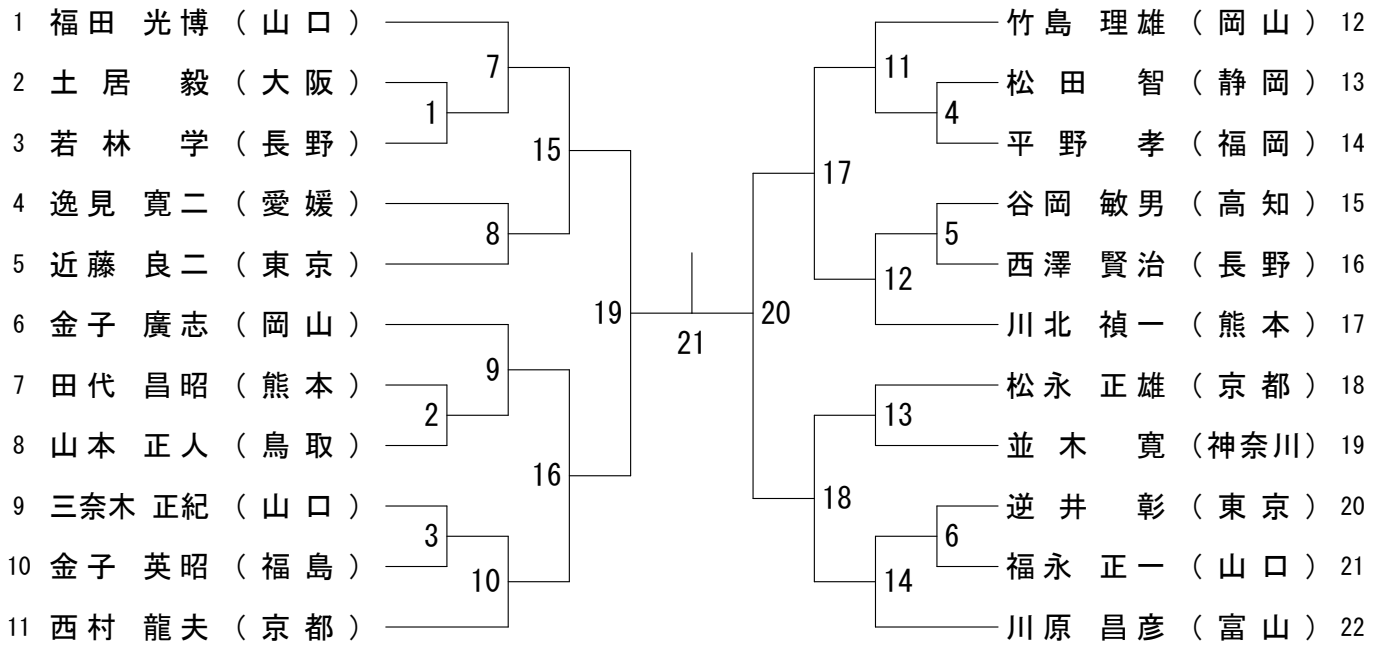 1 福田 光博 (山口)
2 土居 毅 (大阪)
3 若林 学 (長野)
4 逸見 寛二 (愛媛)
5 近藤 良二 (東京)
6 金子 廣志 (岡山)
7 田代 昌昭 (熊本)
8 山本 正人 (鳥取)
9 三奈木 正紀 (山口)
10 金子 英昭 (福島)
11 西村 龍夫 (京都)
7
1
15
8
19
9
2
16
3
10
21
11
4
17
5
12
20
13
18
6
14
竹島 理雄 (岡山) 12
松田 智 (静岡) 13
平野 孝 (福岡) 14
谷岡 敏男 (高知) 15
西澤 賢治 (長野) 16
川北 禎一 (熊本) 17
松永 正雄 (京都) 18
並木 寛 (神奈川) 19
逆井 彰 (東京) 20
福永 正一 (山口) 21
川原 昌彦 (富山) 22